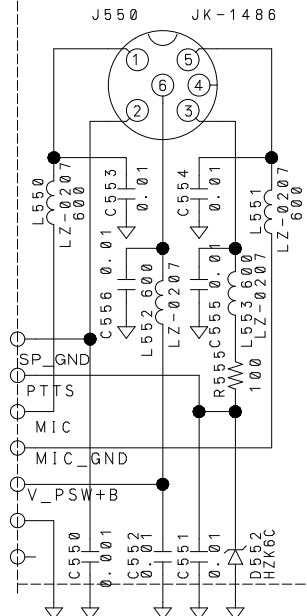 J550 JK-1486
1 5
6 4
2 3
L550
LZ-0207
600
C553
0.01
C554
0.01
L551
LZ-0207
600
C556
0.01
L552 600
LZ-0207
C555
0.01
L553 600
LZ-0207
R555
100
SP_GND
PTTS
MIC
MIC_GND
V_PSW+B
C550
0.001
C552
0.01
C551
0.01
D552
HZK6C